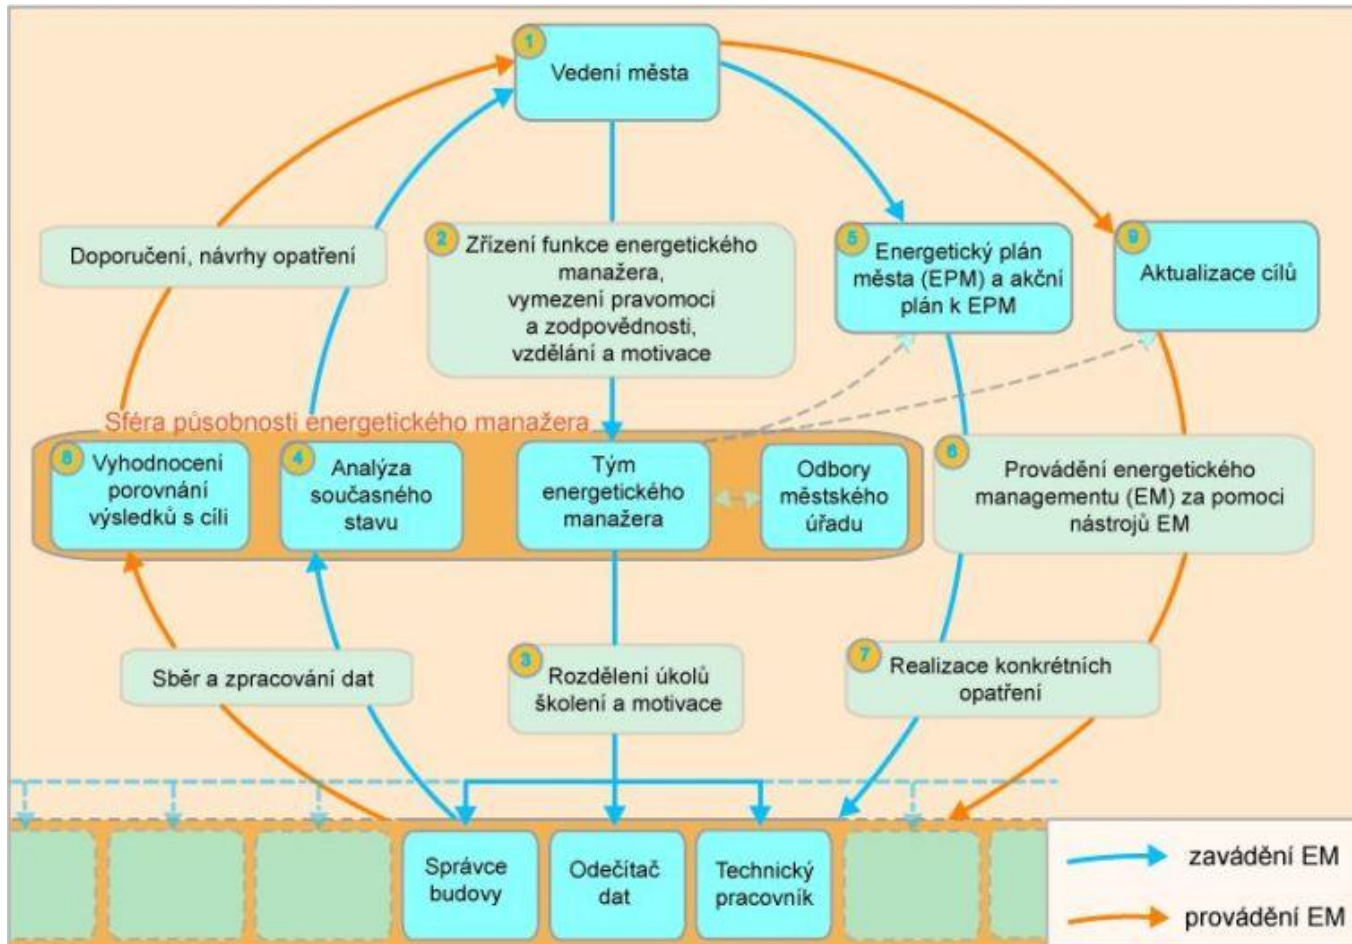 1
Vedení města
Doporučení, návrhy opatření
2
Zřízení funkce energetického
manažera,
vymezení pravomoci
a zodpovědnosti,
vzdělání a motivace
5
Energetický plán
města (EPM) a akční
plán k EPM
9
Aktualizace cílů
Sféra působnosti energetického manažera
8
Vyhodnocení
porovnání
výsledků s cíli
4
Analýza
současného
stavu
Tým
energetického
manažera
Odbory
městského
úřadu
6
Provádění energetického
managementu (EM) za pomoci
nástrojů EM
Sběr a zpracování dat
3
Rozdělení úkolů
školení a motivace
7
Realizace konkrétních
opatření
Správce
budovy
Odečítač
dat
Technický
pracovník
zavádění EM
provádění EM